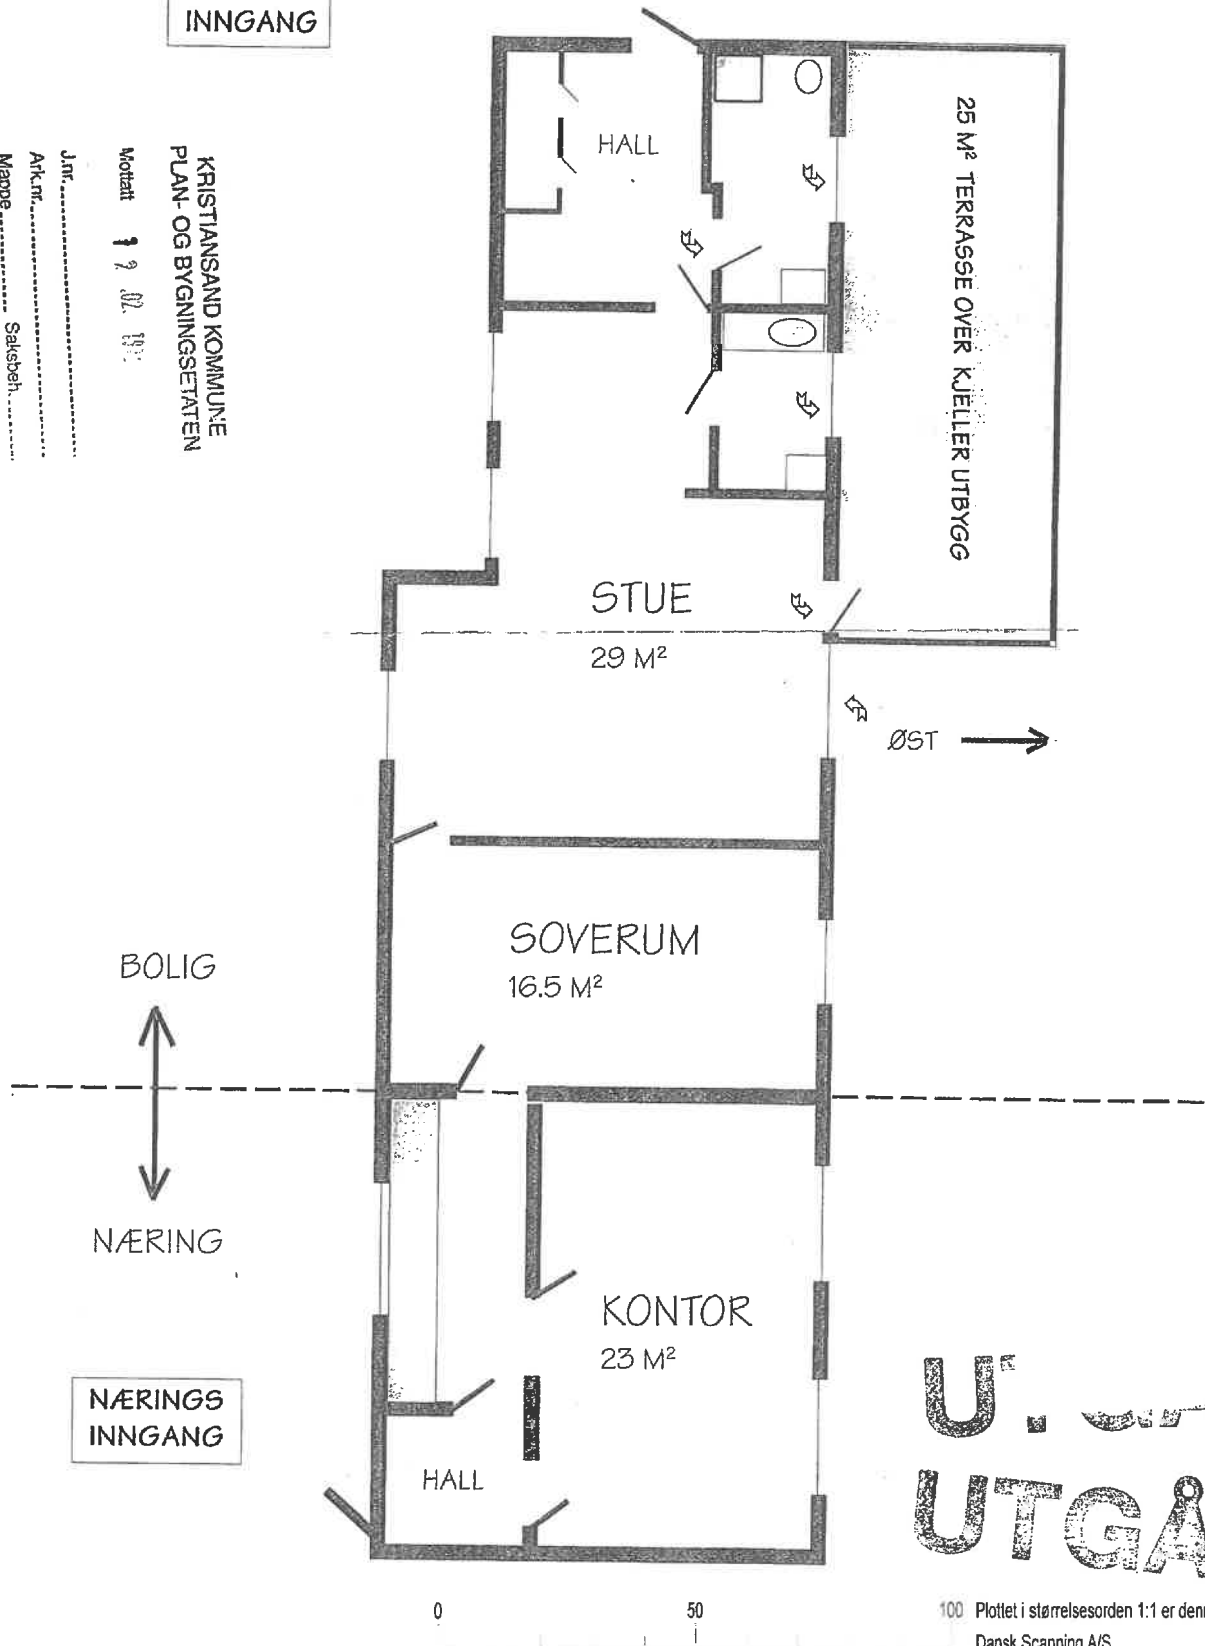 INNGANG
KRISTIANSAND KOMMUNE
PLAN- OG BYGNINGSETATEN
Mottatt
J.nr.
Ark.nr.
Mappe Saksbeh.
HALL
25 M² TERRASSE OVER KJELLER UTBYGG
STUE
29 M²
ØST
SOVERUM
16.5 M²
BOLIG
NÆRING
KONTOR
23 M²
NÆRINGS
INNGANG
HALL
UTGÅ
0 50 100
Plottet i størrelsesorden 1:1 er denn
Dansk Scanning A/S